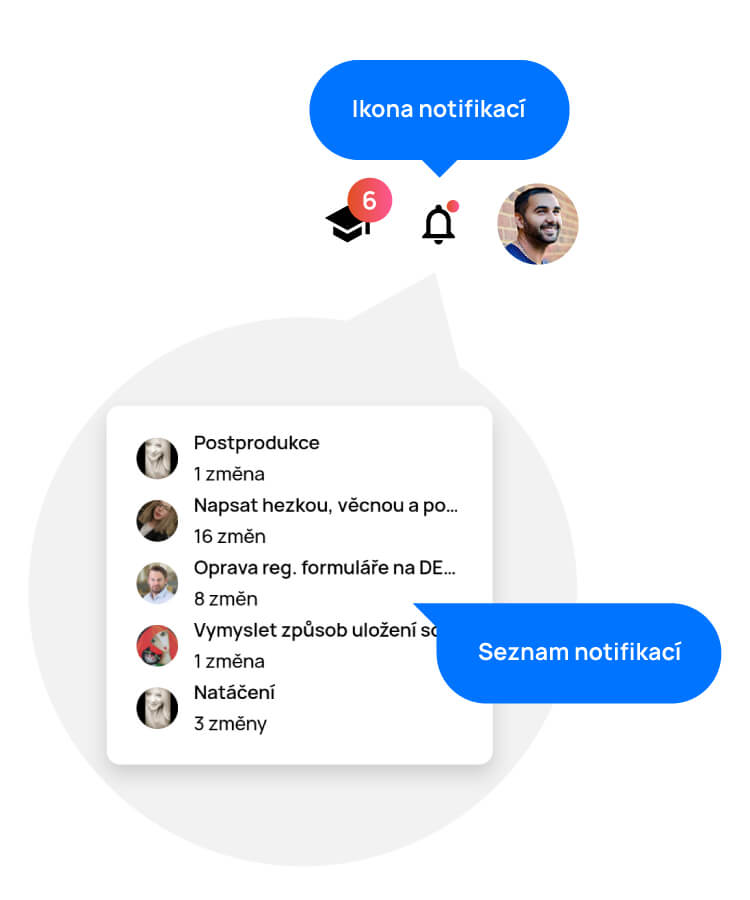 Ikona notifikací
6
Postprodukce
1 změna
Napsat hezkou, věcnou a po...
16 změn
Oprava reg. formuláře na DE...
8 změn
Vymyslet způsob uložení
1 změna
Seznam notifikací
Natáčení
3 změny